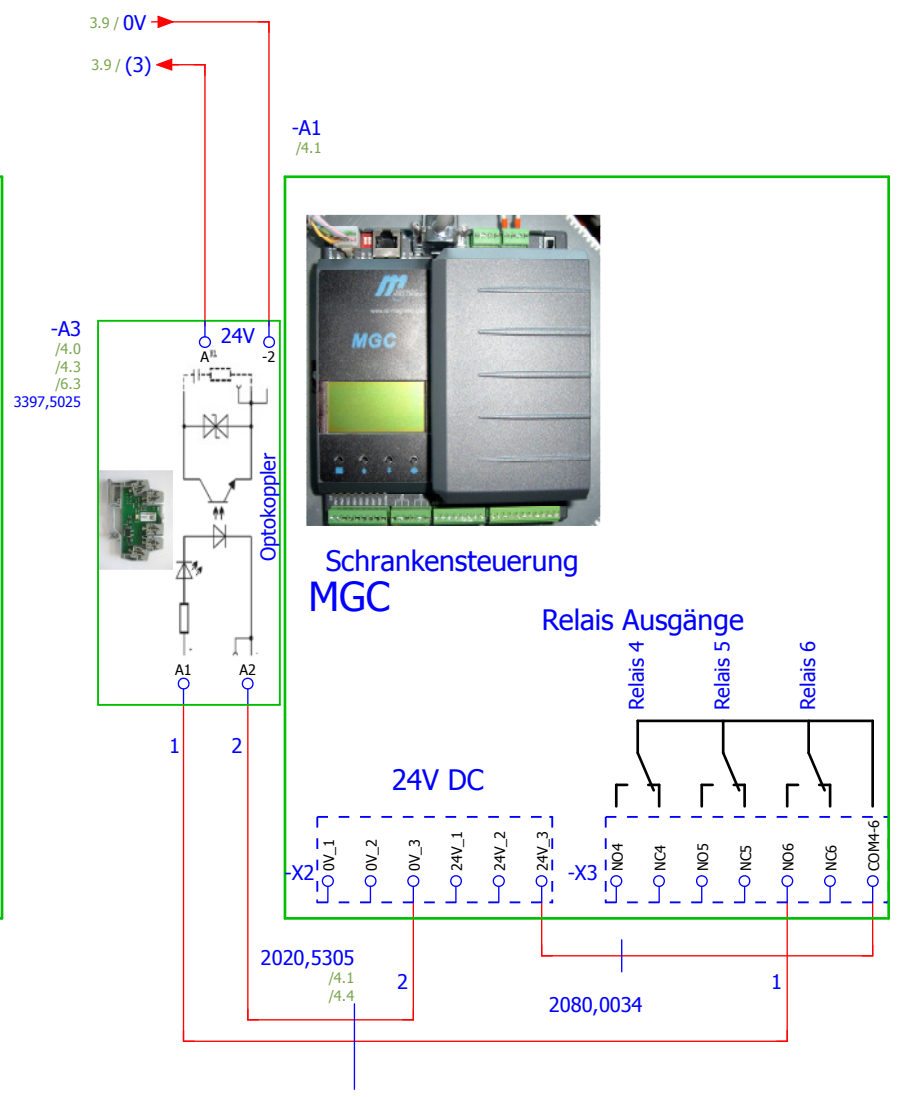 3.9 / 0V
3.9 / (3)
-A1
/4.1
-A3
/4.0
/4.3
/6.3
3397,5025
24V
A
-2
Optokoppler
A1
A2
1
2
MGC
Schrankensteuerung
MGC
Relais Ausgänge
Relais 4
Relais 5
Relais 6
24V DC
-X2
0V_1
0V_2
0V_3
24V_1
24V_2
24V_3
-X3
NO4
NC4
NO5
NC5
NO6
NC6
COM4-6
2020,5305
/4.1
/4.4
2
2080,0034
1